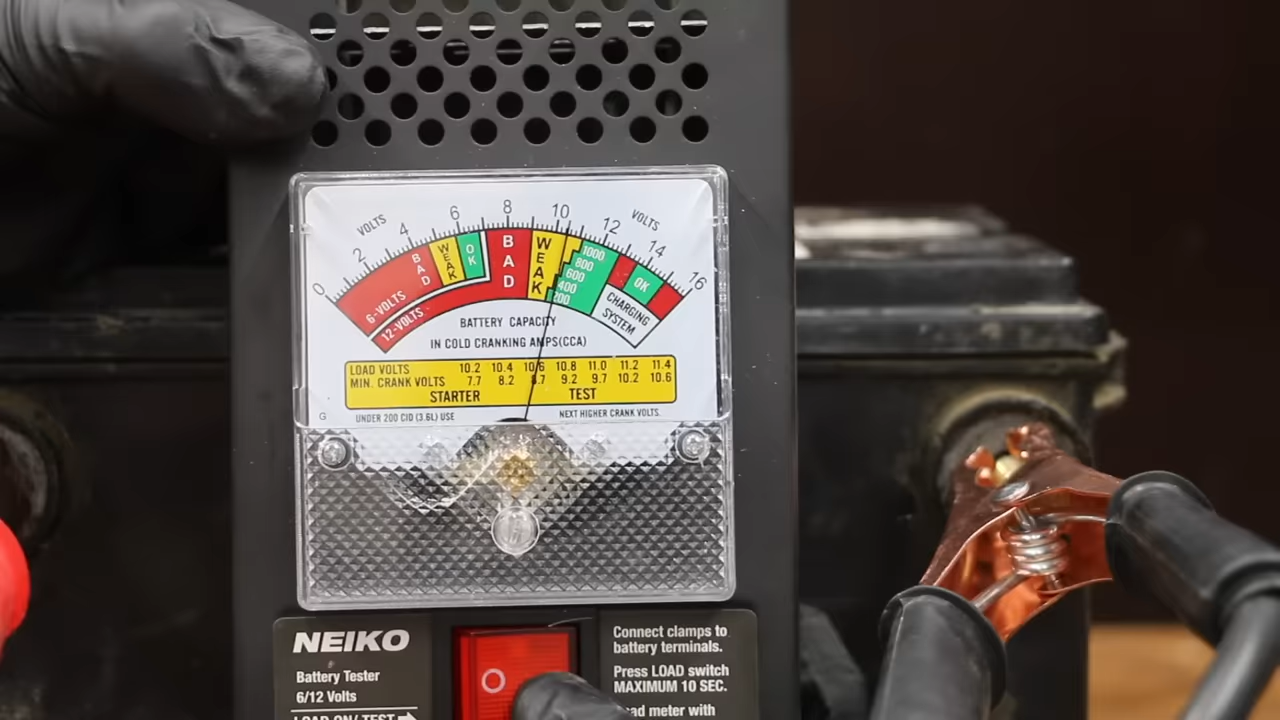 VOLTS
VOLTS
0 2 4 6 8 10 12 14 16
BAD
WEAK
OK
BAD
WEAK
1000
800
600
400
200
OK
6-VOLTS
12-VOLTS
CHARGING
SYSTEM
BATTERY CAPACITY
IN COLD CRANKING AMPS(CCA)
LOAD VOLTS 10.2 10.4 10.6 10.8 11.0 11.2 11.4
MIN. CRANK VOLTS 7.7 8.2 8.7 9.2 9.7 10.2 10.6
STARTER TEST
G UNDER 200 CID (3.6L) USE NEXT HIGHER CRANK VOLTS.
NEIKO
Battery Tester
6/12 Volts
LOAD ON/TEST
Connect clamps to
battery terminals.
Press LOAD switch
MAXIMUM 10 SEC.
meter with